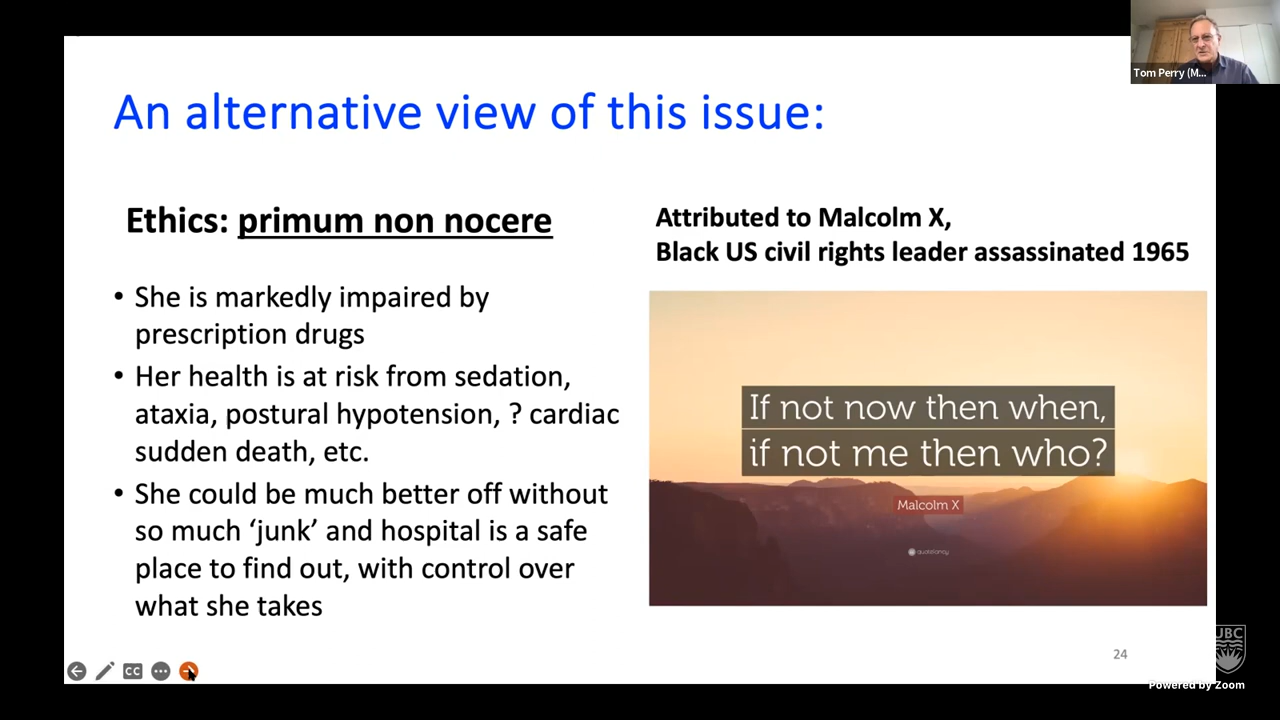 Tom Perry (M...
An alternative view of this issue:
Ethics: primum non nocere
• She is markedly impaired by
prescription drugs
• Her health is at risk from sedation,
ataxia, postural hypotension, ? cardiac
sudden death, etc.
• She could be much better off without
so much ‘junk’ and hospital is a safe
place to find out, with control over
what she takes
Attributed to Malcolm X,
Black US civil rights leader assassinated 1965
If not now then when,
if not me then who?
Malcolm X
quotefancy
24
CC
UBC
Powered by Zoom